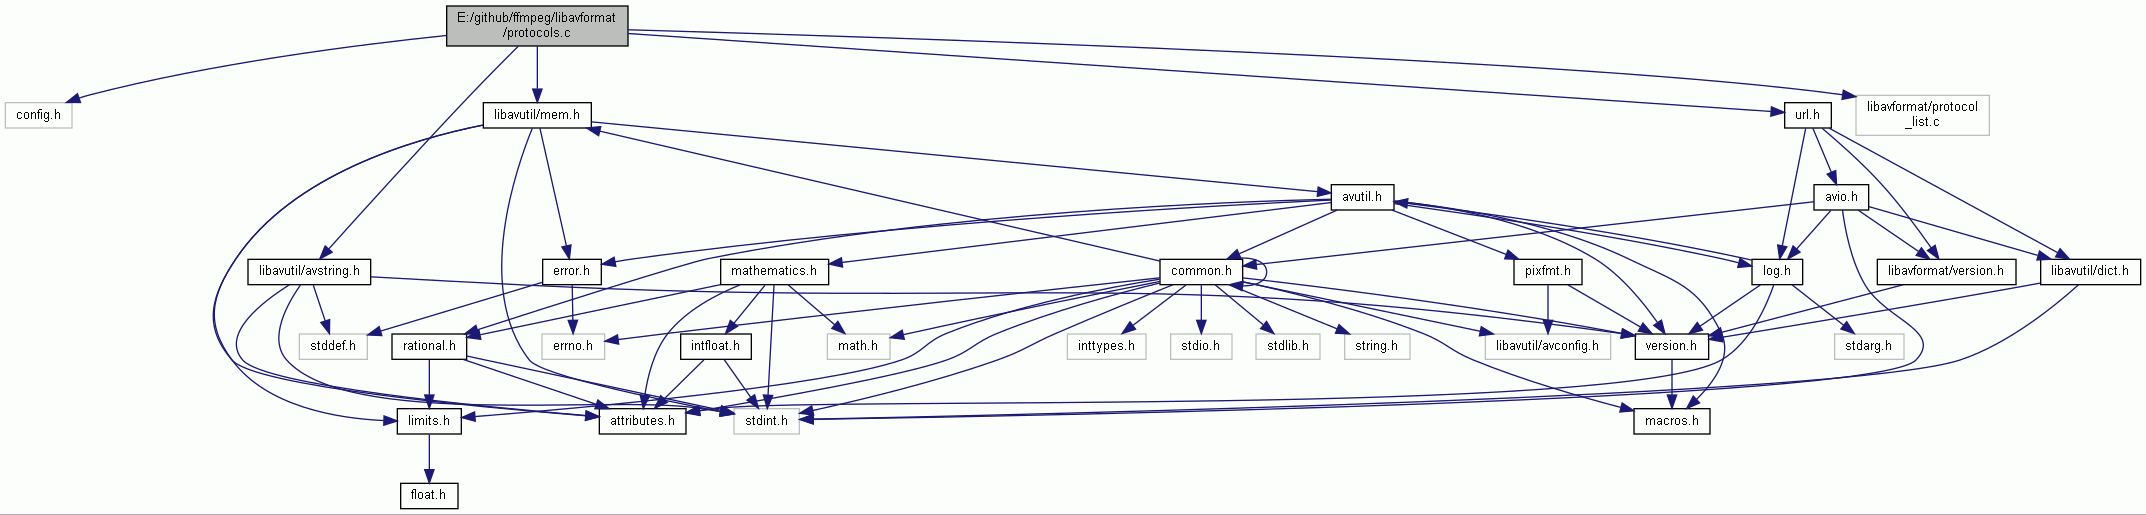 E:/github/ffmpeg/libavformat
/protocols.c
config.h
libavutil/mem.h
url.h
libavformat/protocol
_list.c
avutil.h
avio.h
libavutil/avstring.h
error.h
mathematics.h
common.h
pixfmt.h
log.h
libavformat/version.h
libavutil/dict.h
stddef.h
rational.h
errno.h
intfloat.h
math.h
inttypes.h
stdio.h
stdlib.h
string.h
libavutil/avconfig.h
version.h
stdarg.h
limits.h
attributes.h
stdint.h
macros.h
float.h